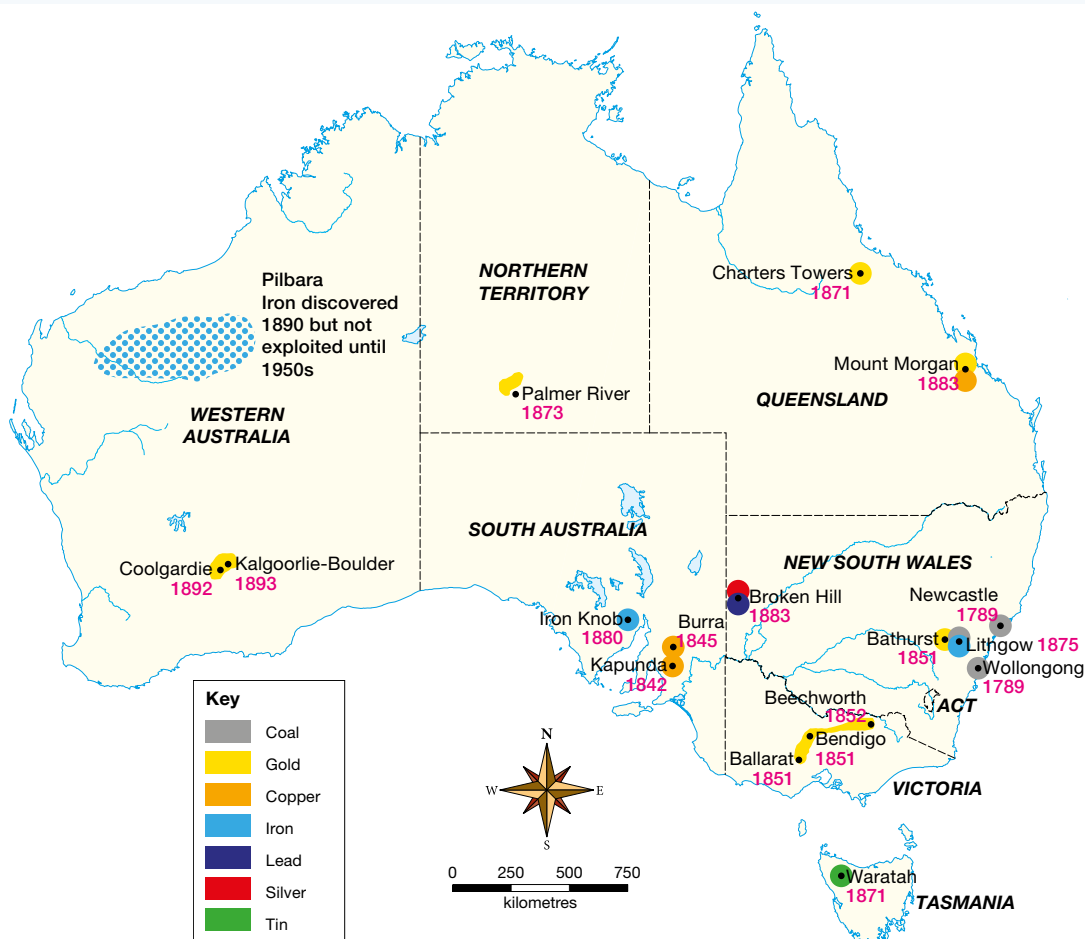 Pilbara
Iron discovered
1890 but not
exploited until
1950s
NORTHERN
TERRITORY
Charters Towers
1871
Mount Morgan
1883
Palmer River
1873
QUEENSLAND
WESTERN
AUSTRALIA
SOUTH AUSTRALIA
Coolgardie
1892
Kalgoorlie-Boulder
1893
NEW SOUTH WALES
Broken Hill
1883
Newcastle
1789
Iron Knob
1880
Burra
1845
Kapunda
1842
Bathurst
1851
Lithgow 1875
Wollongong
1789
ACT
Beechworth
1852
Bendigo
1851
Ballarat
1851
VICTORIA
Waratah
1871
TASMANIA
Key
Coal
Gold
Copper
Iron
Lead
Silver
Tin
N
W
E
S
0 250 500 750
kilometres